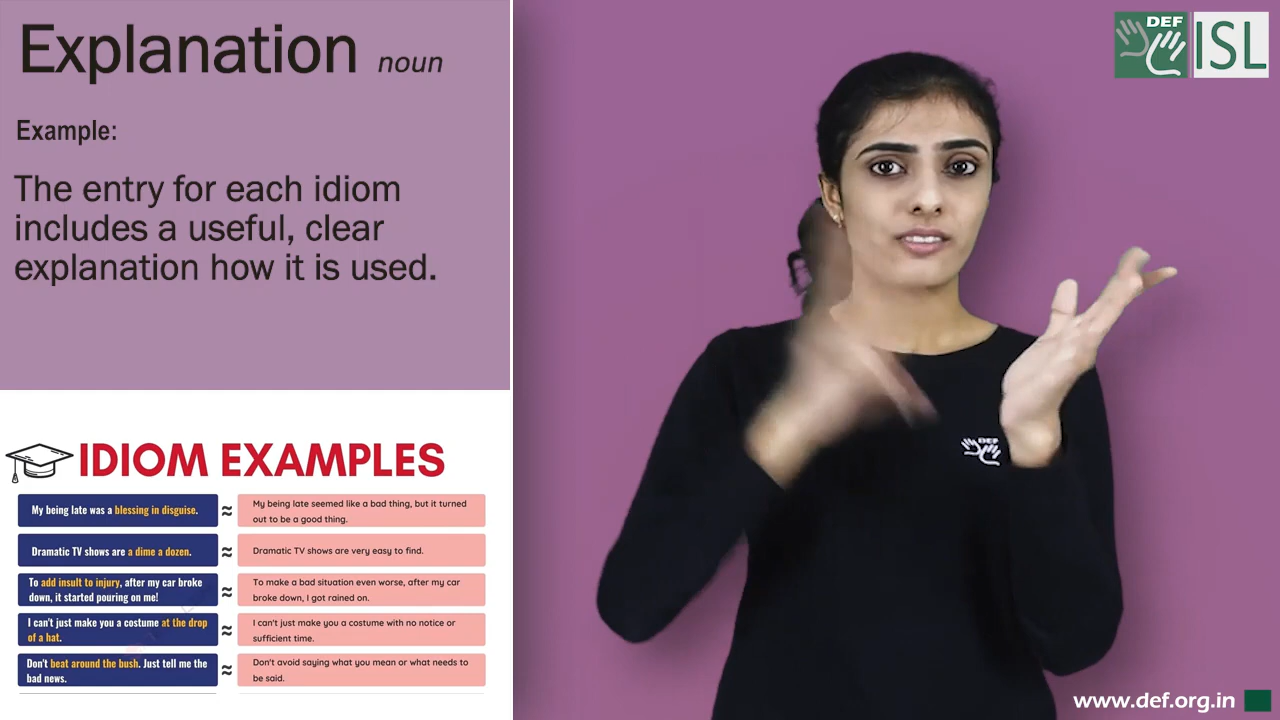 Explanation noun
Example:
The entry for each idiom
includes a useful, clear
explanation how it is used.
IDIOM EXAMPLES
My being late was a blessing in disguise. ≈ My being late seemed like a bad thing, but it turned
out to be a good thing.
Dramatic TV shows are a dime a dozen. ≈ Dramatic TV shows are very easy to find.
To add insult to injury, after my car broke
down, it started pouring on me!
≈
To make a bad situation even worse, after my car
broke down, I got rained on.
I can't just make you a costume at the drop
of a hat.
≈
I can't just make you a costume with no notice or
sufficient time.
Don't beat around the bush. Just tell me the
bad news.
≈
Don't avoid saying what you mean or what needs to
be said.
DEF
ISL
DEF
www.def.org.in